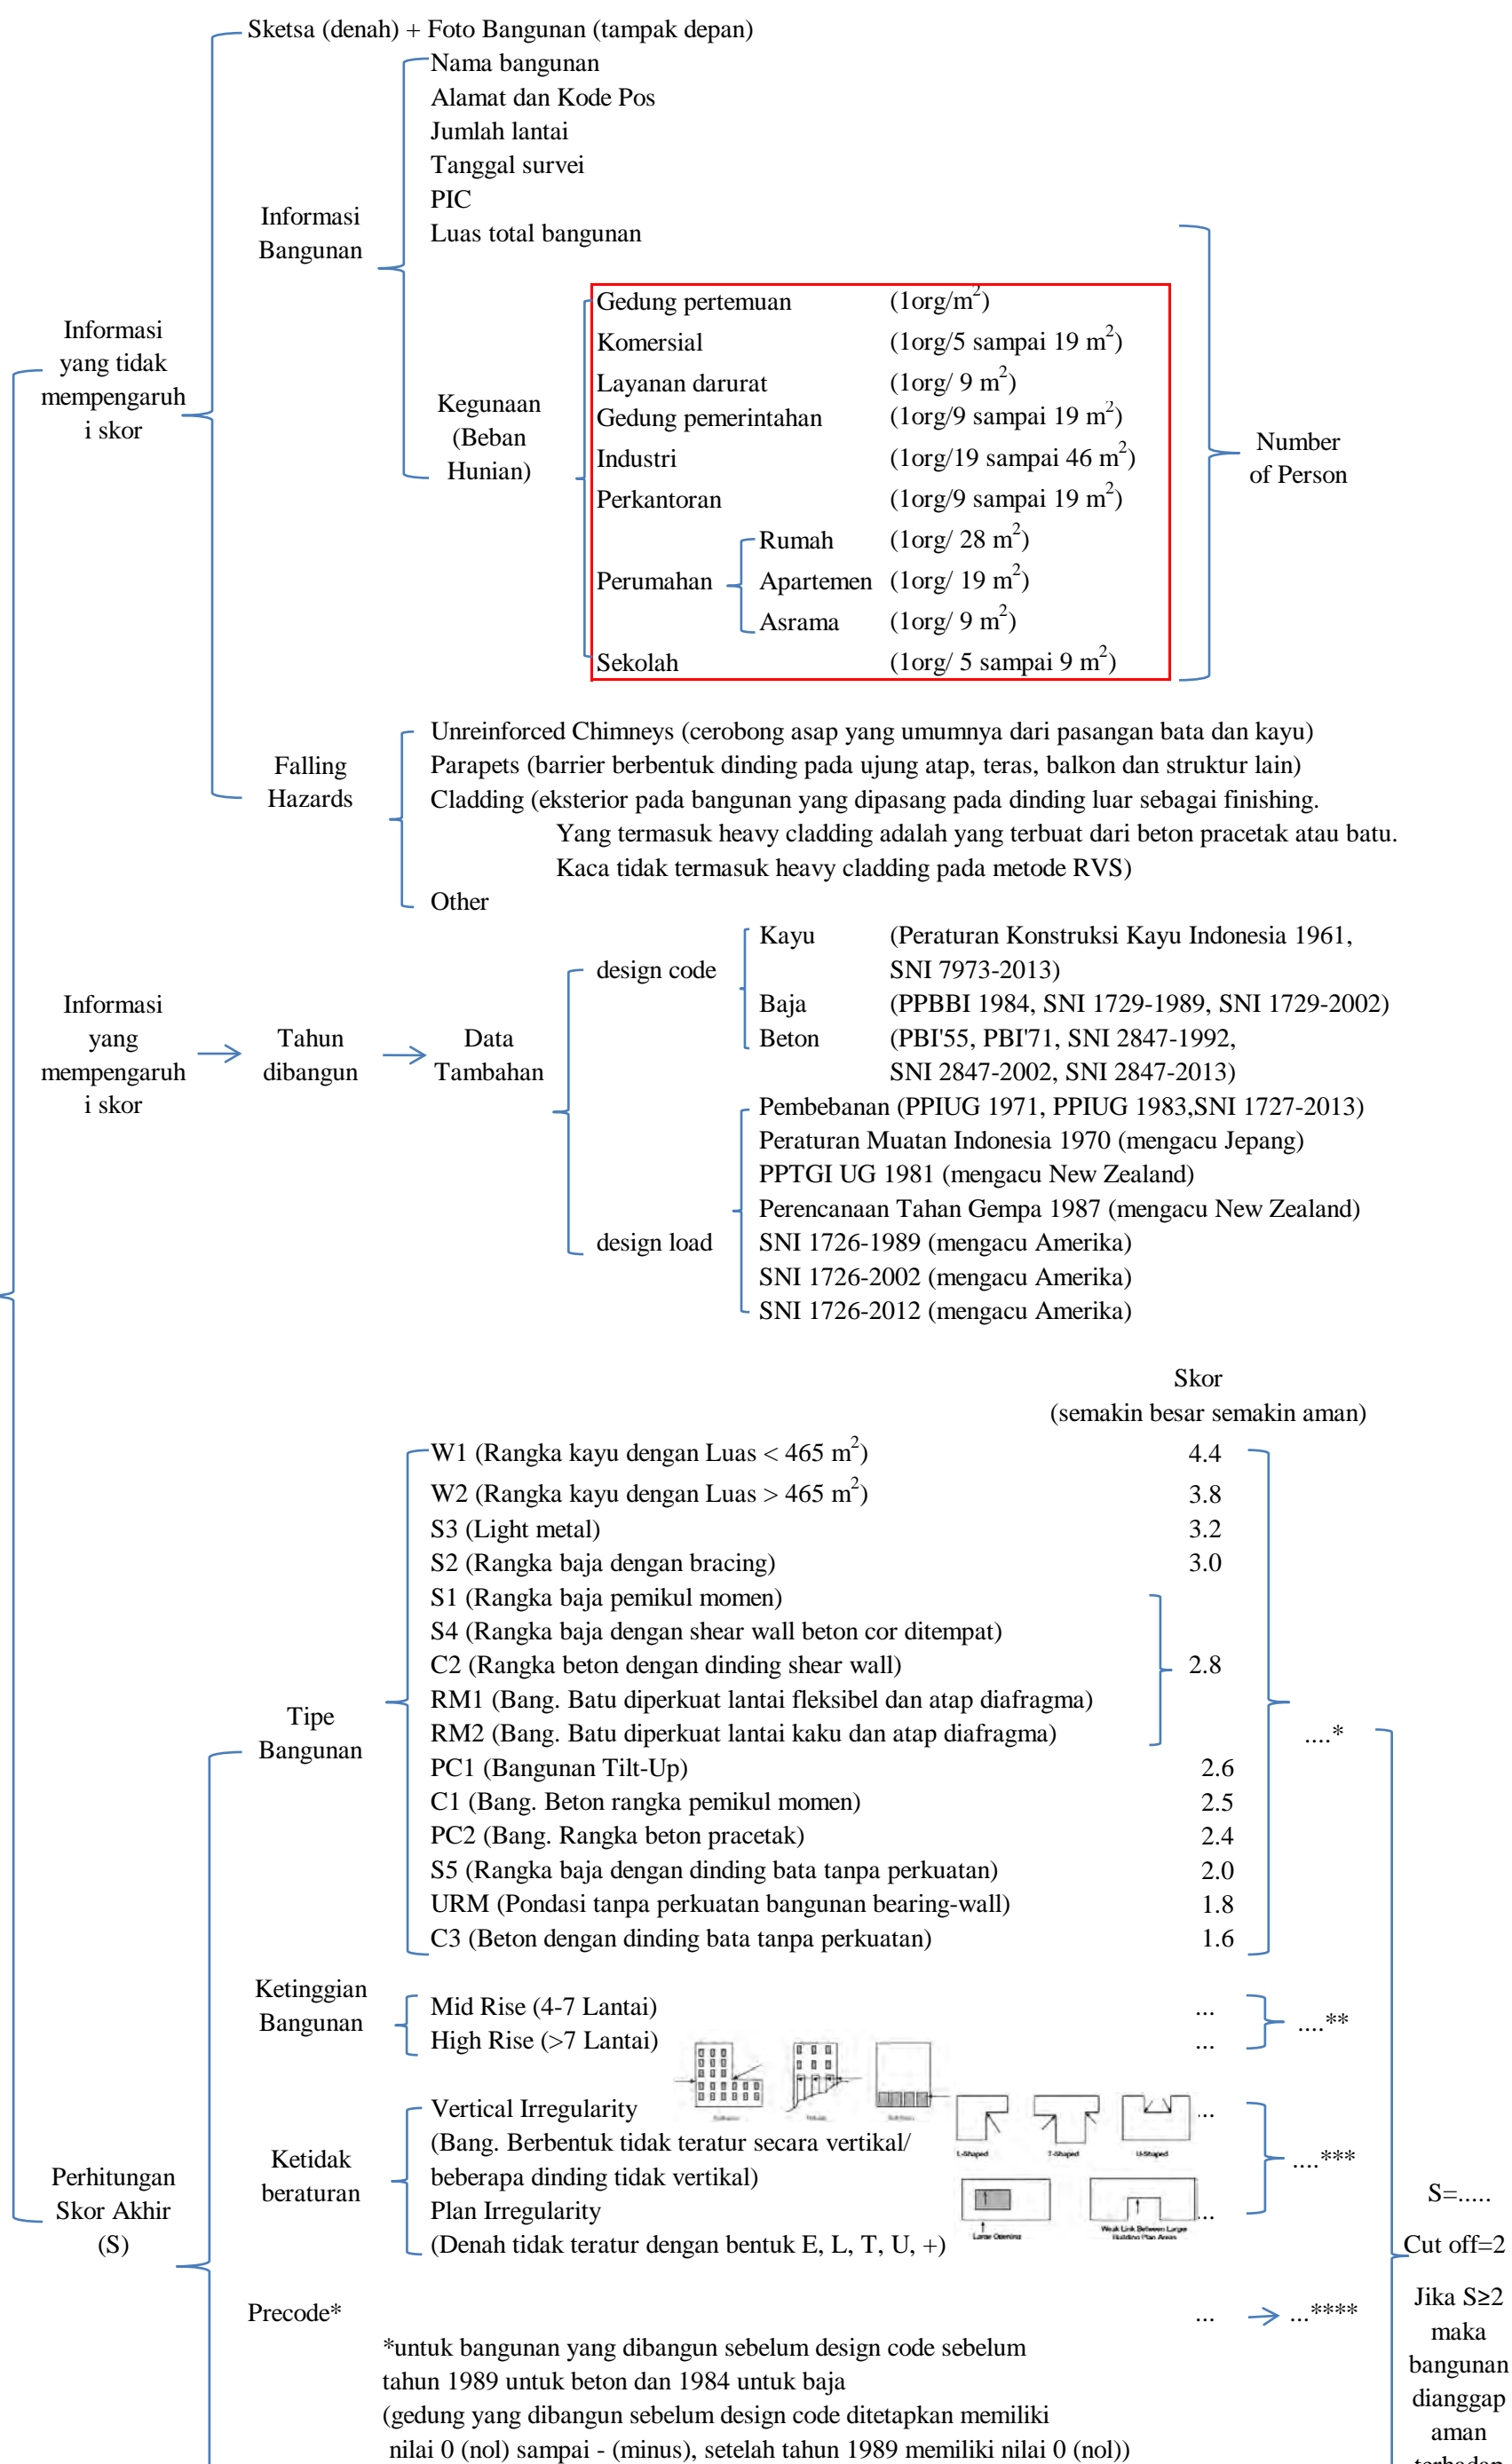 Sketsa (denah) + Foto Bangunan (tampak depan)
Informasi
Bangunan
Nama bangunan
Alamat dan Kode Pos
Jumlah lantai
Tanggal survei
PIC
Luas total bangunan
Informasi
yang tidak
mempengaruh
i skor
Kegunaan
(Beban
Hunian)
Gedung pertemuan (1org/m²)
Komersial (1org/5 sampai 19 m²)
Layanan darurat (1org/ 9 m²)
Gedung pemerintahan (1org/9 sampai 19 m²)
Industri (1org/19 sampai 46 m²)
Perkantoran (1org/9 sampai 19 m²)
Perumahan
Rumah (1org/ 28 m²)
Apartemen (1org/ 19 m²)
Asrama (1org/ 9 m²)
Sekolah (1org/ 5 sampai 9 m²)
Number
of Person
Falling
Hazards
Unreinforced Chimneys (cerobong asap yang umumnya dari pasangan bata dan kayu)
Parapets (barrier berbentuk dinding pada ujung atap, teras, balkon dan struktur lain)
Cladding (eksterior pada bangunan yang dipasang pada dinding luar sebagai finishing.
Yang termasuk heavy cladding adalah yang terbuat dari beton pracetak atau batu.
Kaca tidak termasuk heavy cladding pada metode RVS)
Other
Informasi
yang
mempengaruh
i skor
Tahun
dibangun
Data
Tambahan
design code
Kayu (Peraturan Konstruksi Kayu Indonesia 1961,
SNI 7973-2013)
Baja (PPBBI 1984, SNI 1729-1989, SNI 1729-2002)
Beton (PBI'55, PBI'71, SNI 2847-1992,
SNI 2847-2002, SNI 2847-2013)
design load
Pembebanan (PPIUG 1971, PPIUG 1983,SNI 1727-2013)
Peraturan Muatan Indonesia 1970 (mengacu Jepang)
PPTGI UG 1981 (mengacu New Zealand)
Perencanaan Tahan Gempa 1987 (mengacu New Zealand)
SNI 1726-1989 (mengacu Amerika)
SNI 1726-2002 (mengacu Amerika)
SNI 1726-2012 (mengacu Amerika)
Skor
(semakin besar semakin aman)
Tipe
Bangunan
W1 (Rangka kayu dengan Luas < 465 m²) 4.4
W2 (Rangka kayu dengan Luas > 465 m²) 3.8
S3 (Light metal) 3.2
S2 (Rangka baja dengan bracing) 3.0
S1 (Rangka baja pemikul momen)
S4 (Rangka baja dengan shear wall beton cor ditempat)
C2 (Rangka beton dengan dinding shear wall) 2.8
RM1 (Bang. Batu diperkuat lantai fleksibel dan atap diafragma)
RM2 (Bang. Batu diperkuat lantai kaku dan atap diafragma)
....*
PC1 (Bangunan Tilt-Up) 2.6
C1 (Bang. Beton rangka pemikul momen) 2.5
PC2 (Bang. Rangka beton pracetak) 2.4
S5 (Rangka baja dengan dinding bata tanpa perkuatan) 2.0
URM (Pondasi tanpa perkuatan bangunan bearing-wall) 1.8
C3 (Beton dengan dinding bata tanpa perkuatan) 1.6
Ketinggian
Bangunan
Mid Rise (4-7 Lantai) ...
High Rise (>7 Lantai) ...
....**
Perhitungan
Skor Akhir
(S)
Ketidak
beraturan
Vertical Irregularity ...
(Bang. Berbentuk tidak teratur secara vertikal/
beberapa dinding tidak vertikal)
Plan Irregularity ...
(Denah tidak teratur dengan bentuk E, L, T, U, +)
L-Shaped T-Shaped U-Shaped
Large Opening
Weak Link Between Larger
Building Plan Areas
....***
S=.....
Cut off=2
Jika S≥2
maka
bangunan
dianggap
aman
Precode* ... ...****
*untuk bangunan yang dibangun sebelum design code sebelum
tahun 1989 untuk beton dan 1984 untuk baja
(gedung yang dibangun sebelum design code ditetapkan memiliki
nilai 0 (nol) sampai - (minus), setelah tahun 1989 memiliki nilai 0 (nol))